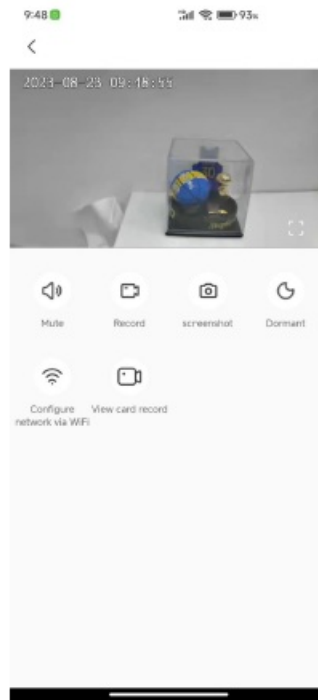 9:48
93%
2023-08-23 09:48:55
Mute
Record
screenshot
Dormant
Configure
network via WiFi
View card record